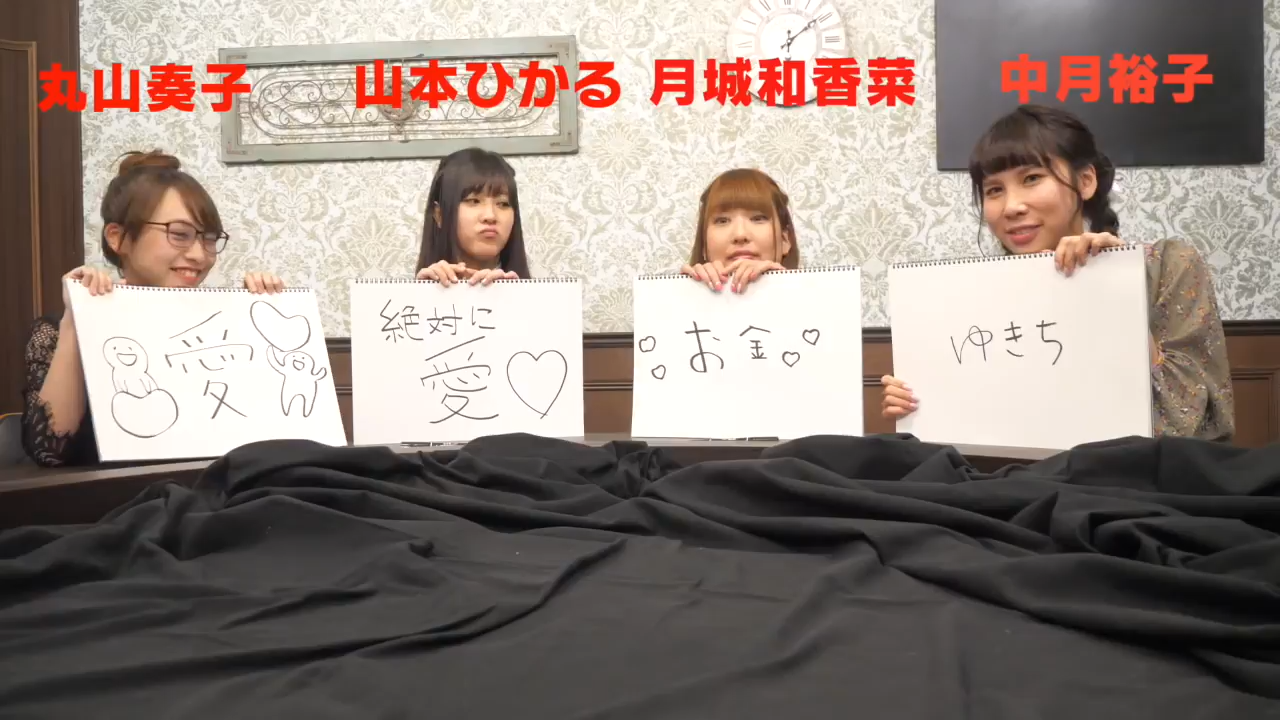 丸山奏子
山本ひかる
月城和香菜
中月裕子
愛
絶対に
愛
お金
ゆきち